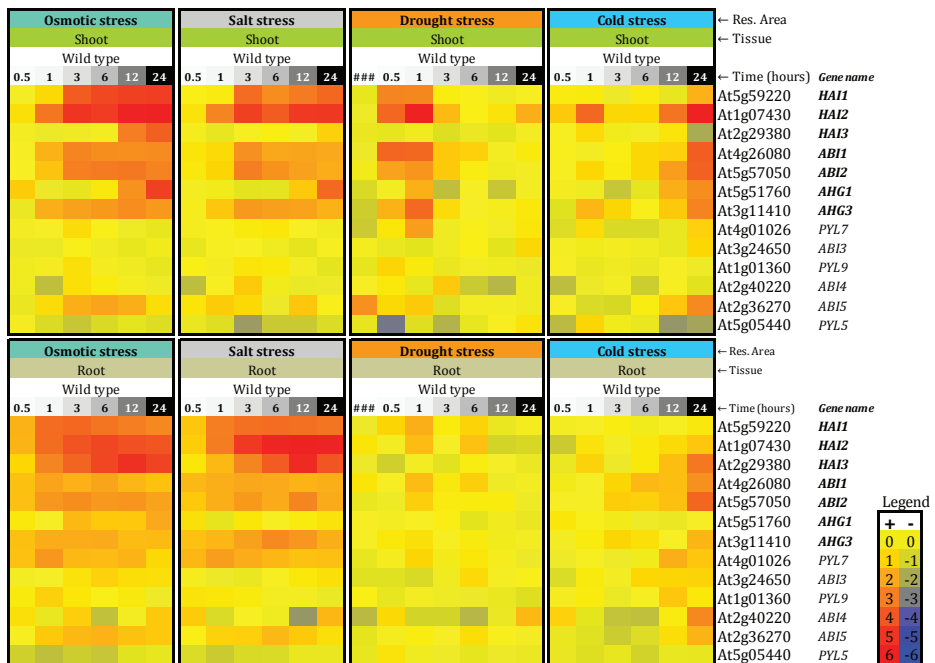 Osmotic stress Salt stress Drought stress Cold stress ← Res. Area
Shoot Shoot Shoot Shoot ← Tissue
Wild type Wild type Wild type Wild type
0.5 1 3 6 12 24 0.5 1 3 6 12 24 ### 0.5 1 3 6 12 24 0.5 1 3 6 12 24 ← Time (hours) Gene name
At5g59220 HAI1
At1g07430 HAI2
At2g29380 HAI3
At4g26080 ABI1
At5g57050 ABI2
At5g51760 AHG1
At3g11410 AHG3
At4g01026 PYL7
At3g24650 ABI3
At1g01360 PYL9
At2g40220 ABI4
At2g36270 ABI5
At5g05440 PYL5
Osmotic stress Salt stress Drought stress Cold stress ← Res. Area
Root Root Root Root ← Tissue
Wild type Wild type Wild type Wild type
0.5 1 3 6 12 24 0.5 1 3 6 12 24 ### 0.5 1 3 6 12 24 0.5 1 3 6 12 24 ← Time (hours) Gene name
At5g59220 HAI1
At1g07430 HAI2
At2g29380 HAI3
At4g26080 ABI1
At5g57050 ABI2
At5g51760 AHG1
At3g11410 AHG3
At4g01026 PYL7
At3g24650 ABI3
At1g01360 PYL9
At2g40220 ABI4
At2g36270 ABI5
At5g05440 PYL5
Legend
+ -
0 0
1 -1
2 -2
3 -3
4 -4
5 -5
6 -6